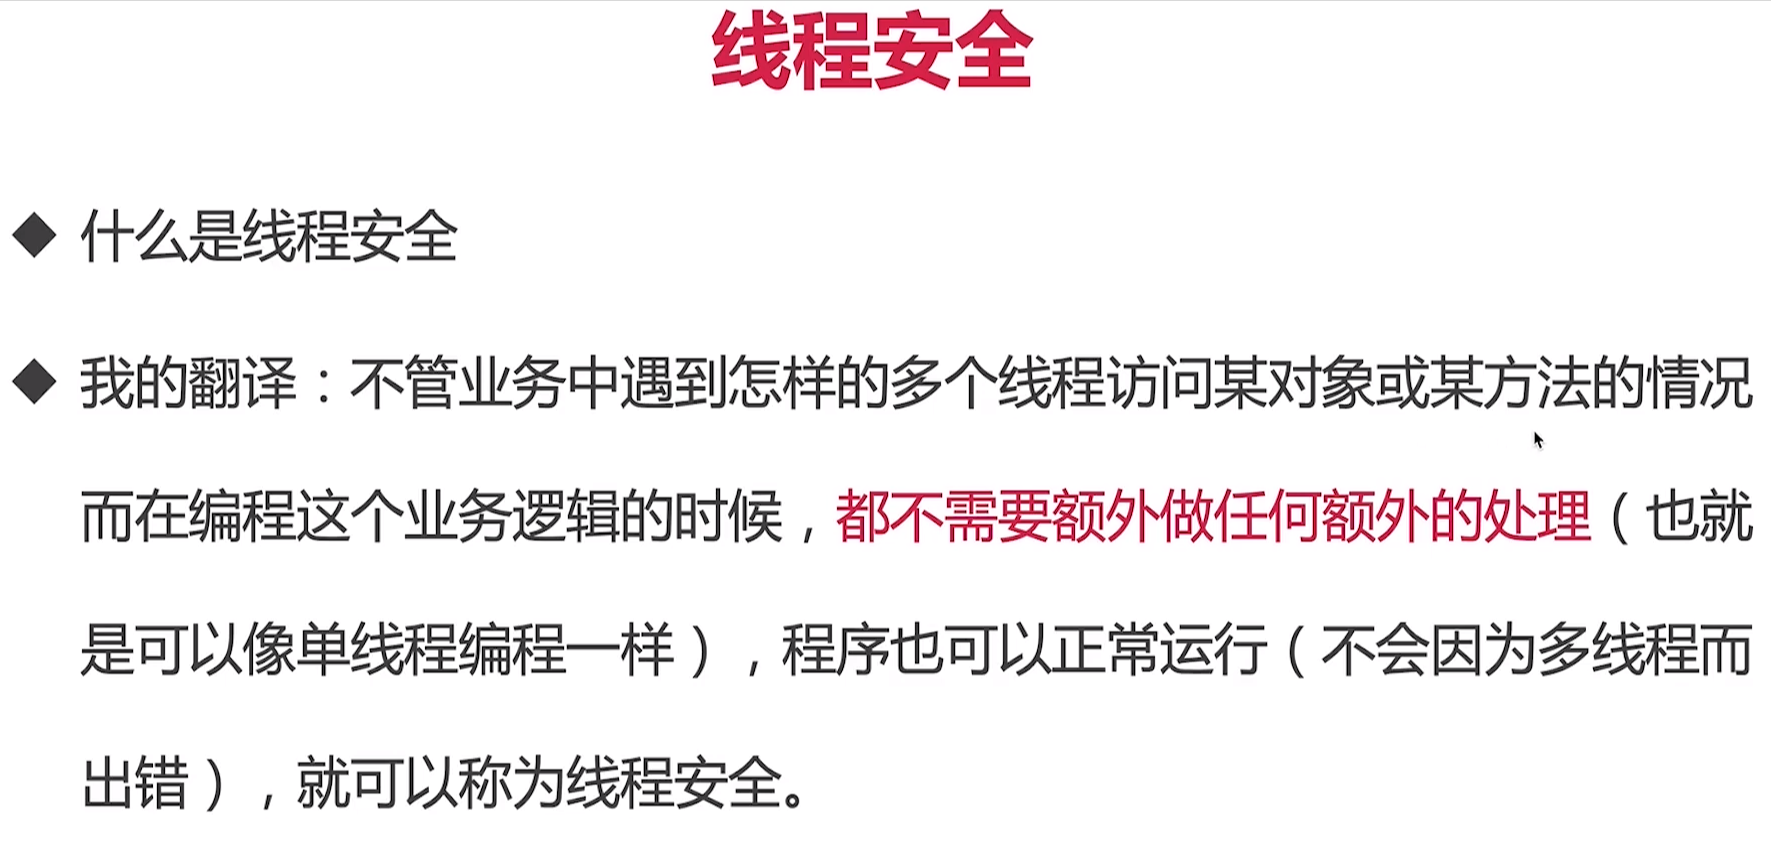 线程安全
◆ 什么是线程安全
◆ 我的翻译：不管业务中遇到怎样的多个线程访问某对象或某方法的情况
而在编程这个业务逻辑的时候，都不需要额外做任何额外的处理（也就
是可以像单线程编程一样），程序也可以正常运行（不会因为多线程而
出错），就可以称为线程安全。